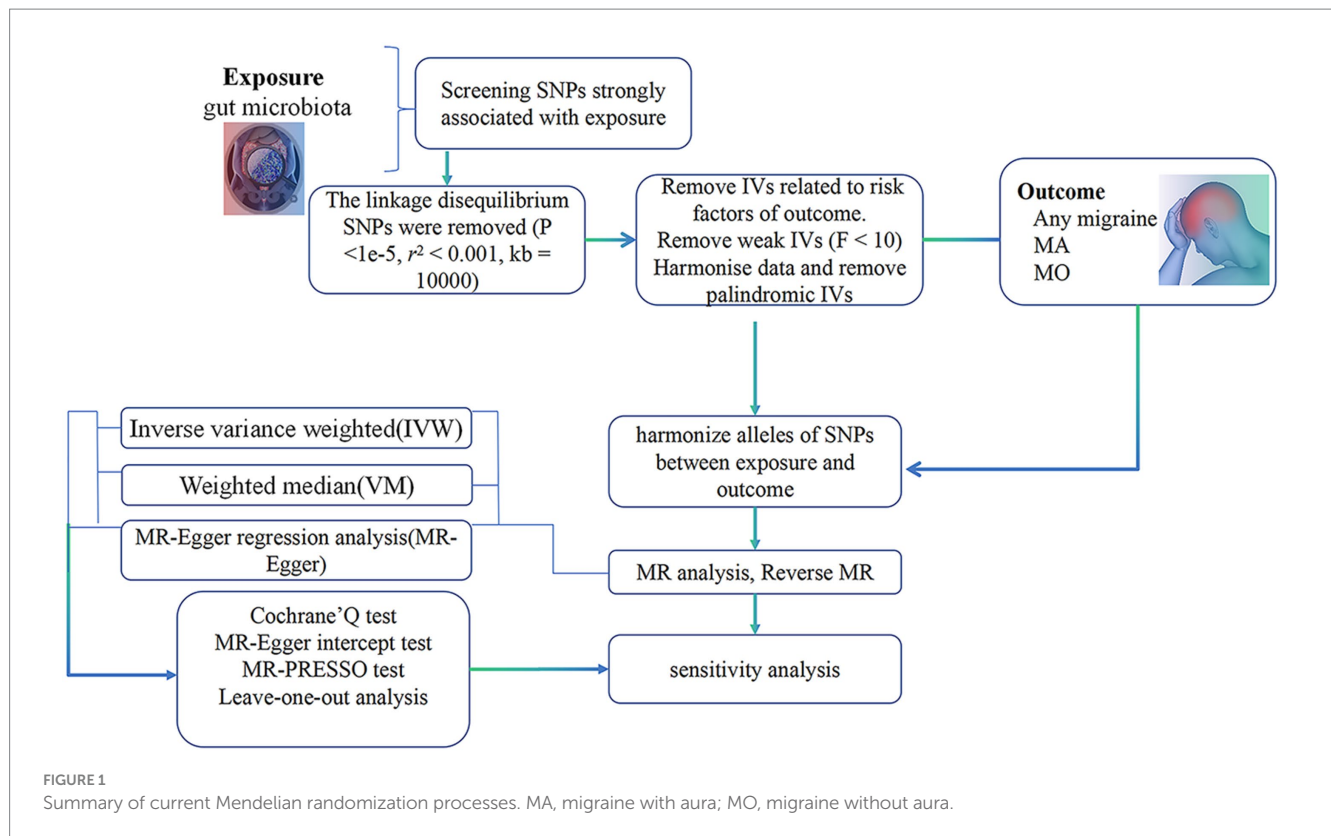 Exposure
gut microbiota
Screening SNPs strongly
associated with exposure
The linkage disequilibrium
SNPs were removed (P
<1e-5, r² < 0.001, kb =
10000)
Remove IVs related to risk
factors of outcome.
Remove weak IVs (F < 10)
Harmonise data and remove
palindromic IVs
Outcome
Any migraine
MA
MO
harmonize alleles of SNPs
between exposure and
outcome
Inverse variance weighted(IVW)
Weighted median(VM)
MR-Egger regression analysis(MR-
Egger)
MR analysis, Reverse MR
Cochrane’Q test
MR-Egger intercept test
MR-PRESSO test
Leave-one-out analysis
sensitivity analysis
FIGURE 1
Summary of current Mendelian randomization processes. MA, migraine with aura; MO, migraine without aura.